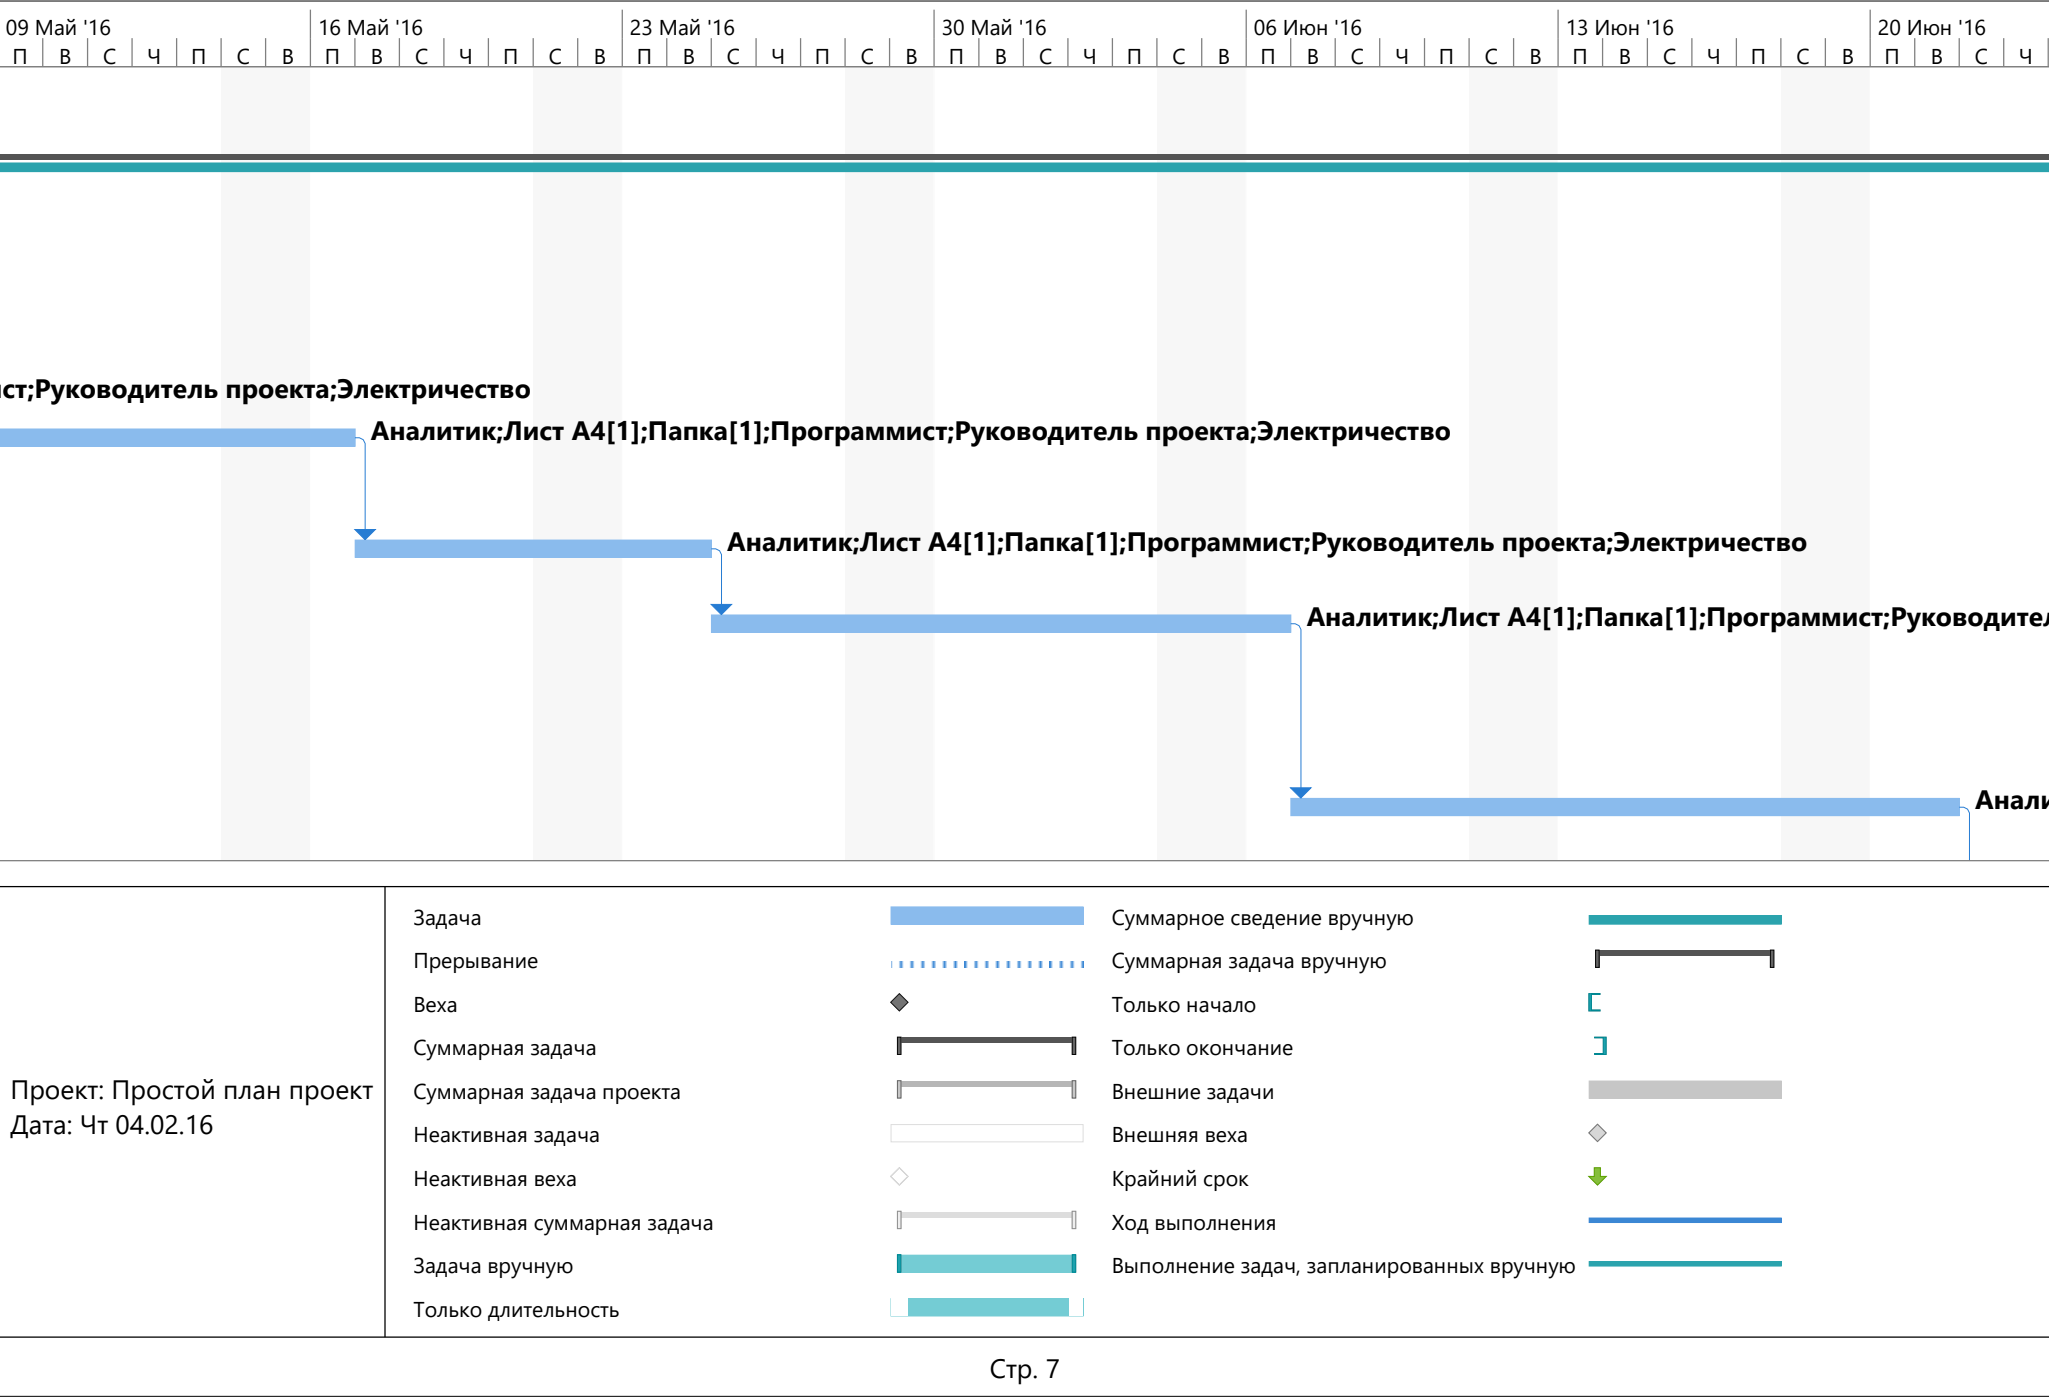 09 Май '16 16 Май '16 23 Май '16 30 Май '16 06 Июн '16 13 Июн '16 20 Июн '16
П В С Ч П С В П В С Ч П С В П В С Ч П С В П В С Ч П С В П В С Ч П С В П В С Ч П С В П В С Ч
ст;Руководитель проекта;Электричество
Аналитик;Лист А4[1];Папка[1];Программист;Руководитель проекта;Электричество
Аналитик;Лист А4[1];Папка[1];Программист;Руководитель проекта;Электричество
Аналитик;Лист А4[1];Папка[1];Программист;Руководител
Анали
Проект: Простой план проект
Дата: Чт 04.02.16
Задача
Прерывание
Веха
Суммарная задача
Суммарная задача проекта
Неактивная задача
Неактивная веха
Неактивная суммарная задача
Задача вручную
Только длительность
Суммарное сведение вручную
Суммарная задача вручную
Только начало
Только окончание
Внешние задачи
Внешняя веха
Крайний срок
Ход выполнения
Выполнение задач, запланированных вручную
Стр. 7